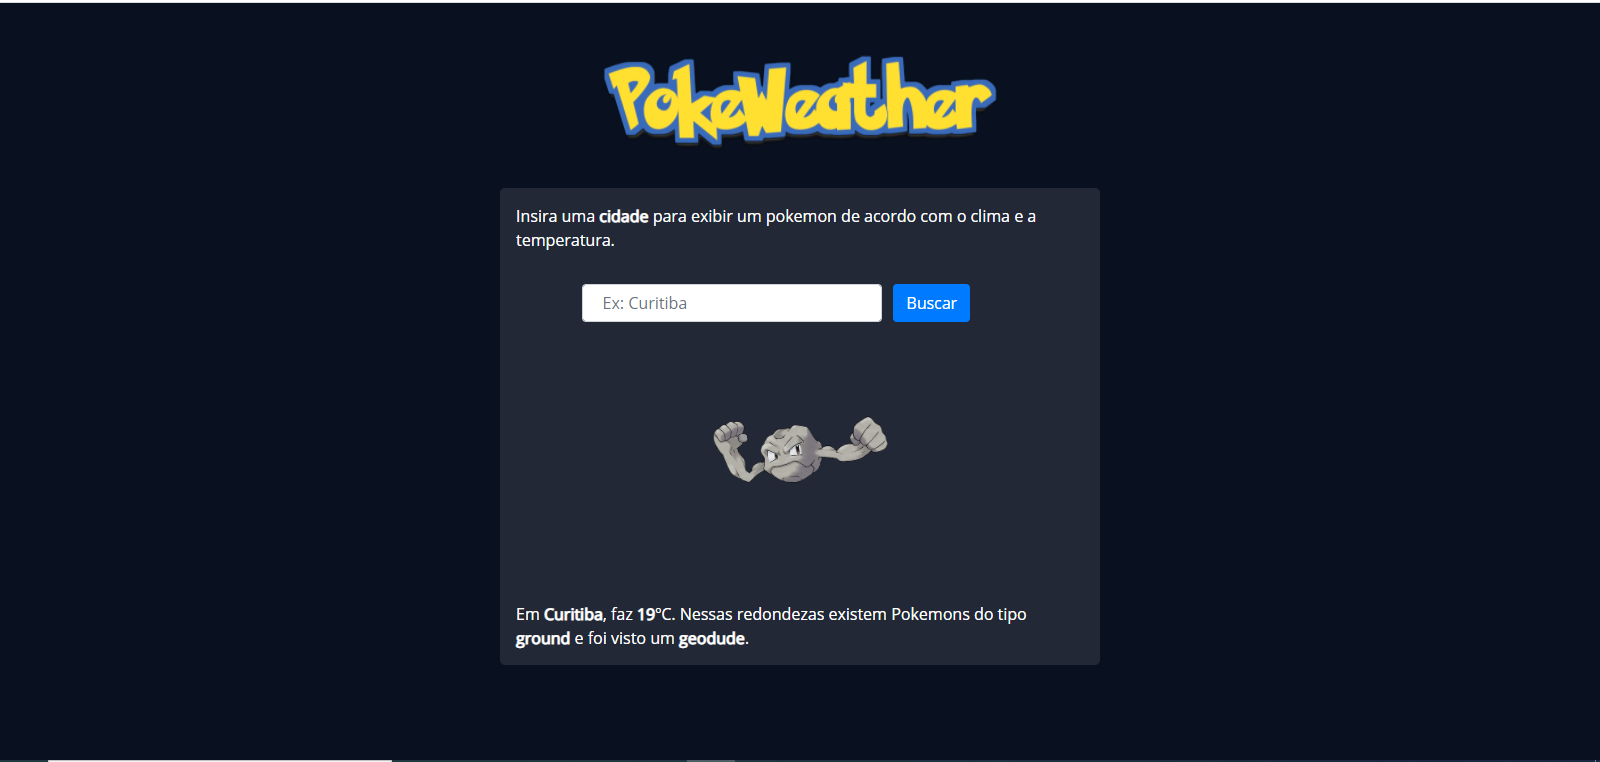 PokeWeather
Insira uma cidade para exibir um pokemon de acordo com o clima e a
temperatura.
Ex: Curitiba
Buscar
Em Curitiba, faz 19ºC. Nessas redondezas existem Pokemons do tipo
ground e foi visto um geodude.